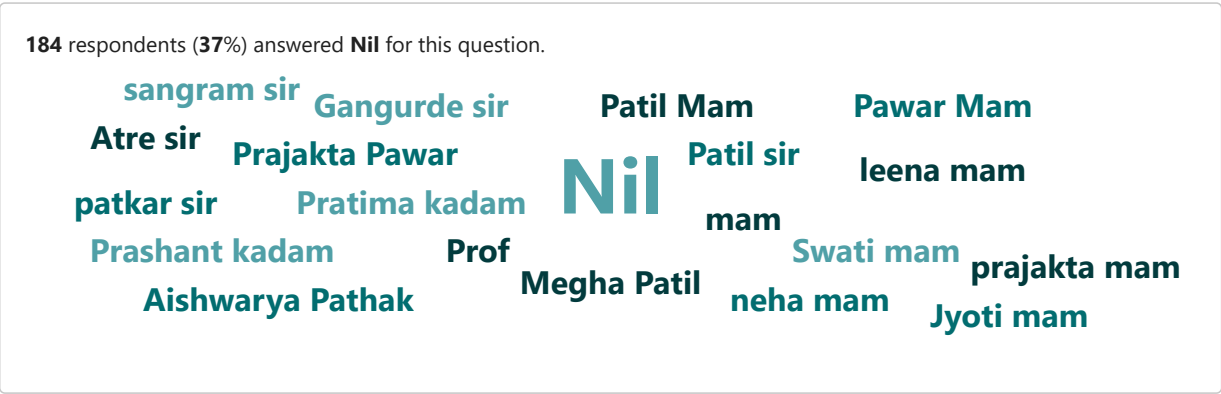 184 respondents (37%) answered Nil for this question.
sangram sir
Gangurde sir
Patil Mam
Pawar Mam
Atre sir
Prajakta Pawar
Nil
Patil sir
leena mam
patkar sir
Pratima kadam
mam
Prashant kadam
Prof
Swati mam
prajakta mam
Megha Patil
Aishwarya Pathak
neha mam
Jyoti mam